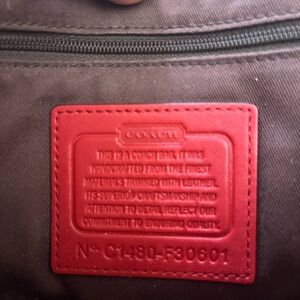 COACH
THIS IS A COACH BAG. IT WAS
HANDCRAFTED FROM THE FINEST
MATERIALS TRIMMED WITH LEATHER.
ITS SUPERIOR CRAFTSMANSHIP AND
ATTENTION TO DETAIL REFLECT OUR
COMMITMENT TO ENDURING QUALITY.
Nº C1480-F30601